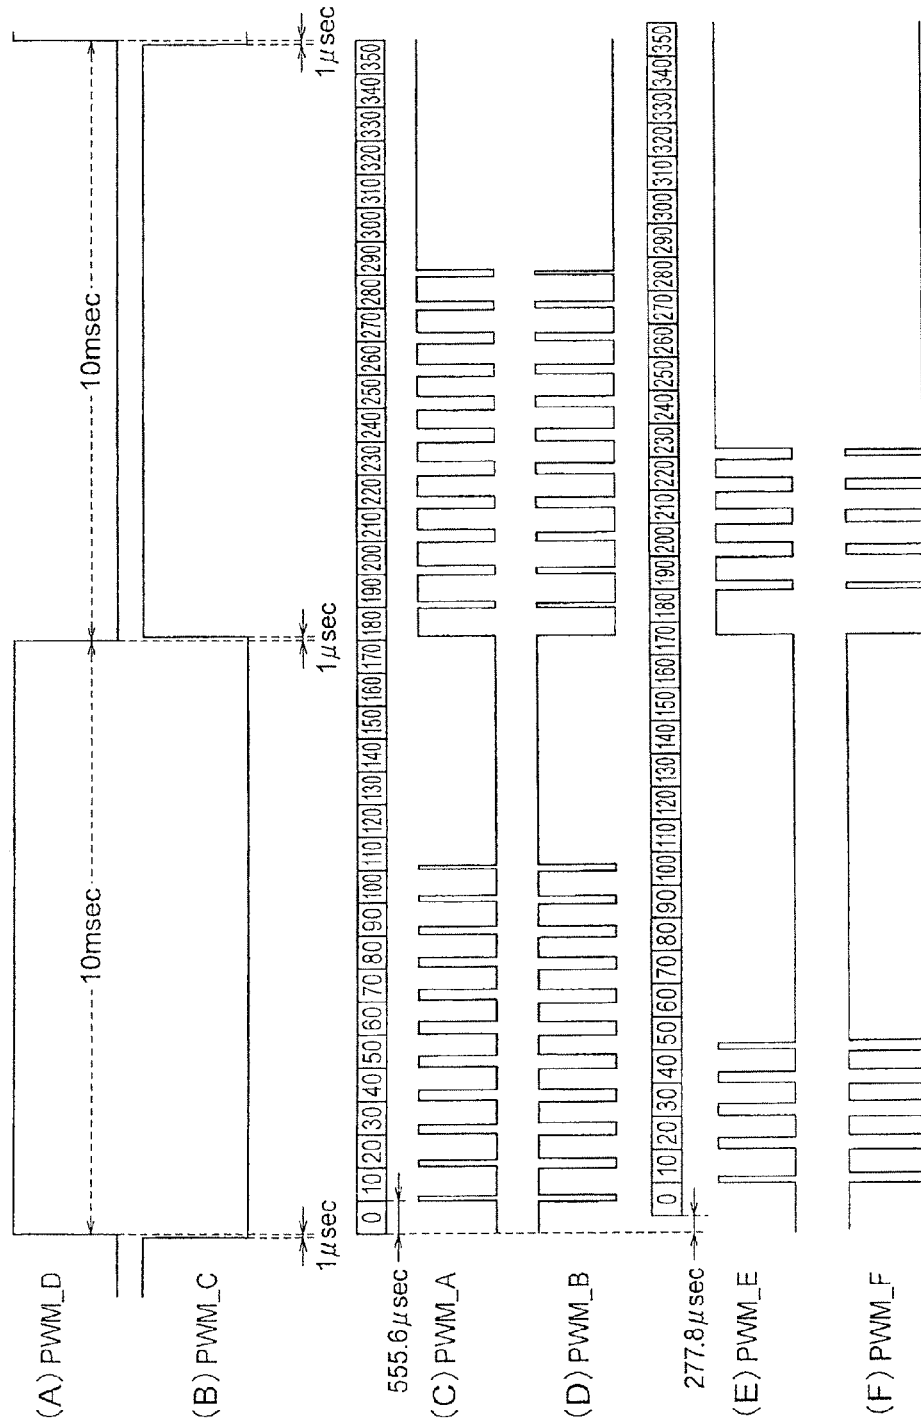 (A) PWM_D
10msec
10msec
(B) PWM_C
1μsec
1μsec
1μsec
555.6μsec
0 10 20 30 40 50 60 70 80 90 100 110 120 130 140 150 160 170 180 190 200 210 220 230 240 250 260 270 280 290 300 310 320 330 340 350
(C) PWM_A
(D) PWM_B
277.8μsec
0 10 20 30 40 50 60 70 80 90 100 110 120 130 140 150 160 170 180 190 200 210 220 230 240 250 260 270 280 290 300 310 320 330 340 350
(E) PWM_E
(F) PWM_F